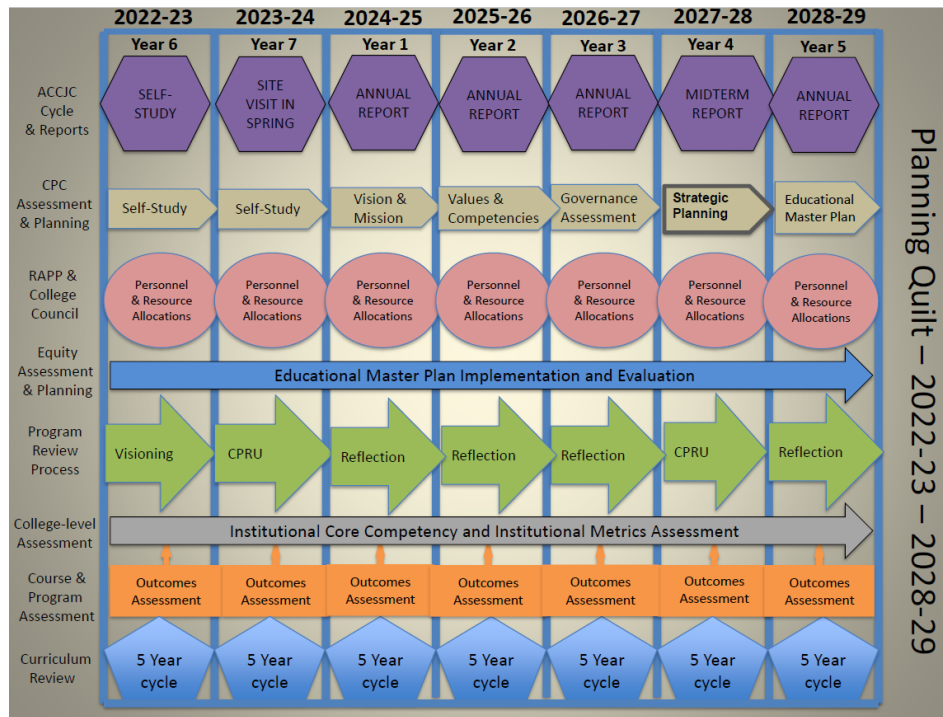 2022-23 2023-24 2024-25 2025-26 2026-27 2027-28 2028-29
Year 6 Year 7 Year 1 Year 2 Year 3 Year 4 Year 5
ACCJC
Cycle
& Reports
SELF-
STUDY
SITE
VISIT IN
SPRING
ANNUAL
REPORT
ANNUAL
REPORT
ANNUAL
REPORT
MIDTERM
REPORT
ANNUAL
REPORT
CPC
Assessment
& Planning
Self-Study
Self-Study
Vision &
Mission
Values &
Competencies
Governance
Assessment
Strategic
Planning
Educational
Master Plan
RAPP &
College
Council
Personnel
& Resource
Allocations
Personnel
& Resource
Allocations
Personnel
& Resource
Allocations
Personnel
& Resource
Allocations
Personnel
& Resource
Allocations
Personnel
& Resource
Allocations
Personnel
& Resource
Allocations
Equity
Assessment
& Planning
Educational Master Plan Implementation and Evaluation
Program
Review
Process
Visioning
CPRU
Reflection
Reflection
Reflection
CPRU
Reflection
College-level
Assessment
Institutional Core Competency and Institutional Metrics Assessment
Course &
Program
Assessment
Outcomes
Assessment
Outcomes
Assessment
Outcomes
Assessment
Outcomes
Assessment
Outcomes
Assessment
Outcomes
Assessment
Outcomes
Assessment
Curriculum
Review
5 Year
cycle
5 Year
cycle
5 Year
cycle
5 Year
cycle
5 Year
cycle
5 Year
cycle
5 Year
cycle
Planning Quilt – 2022-23 – 2028-29